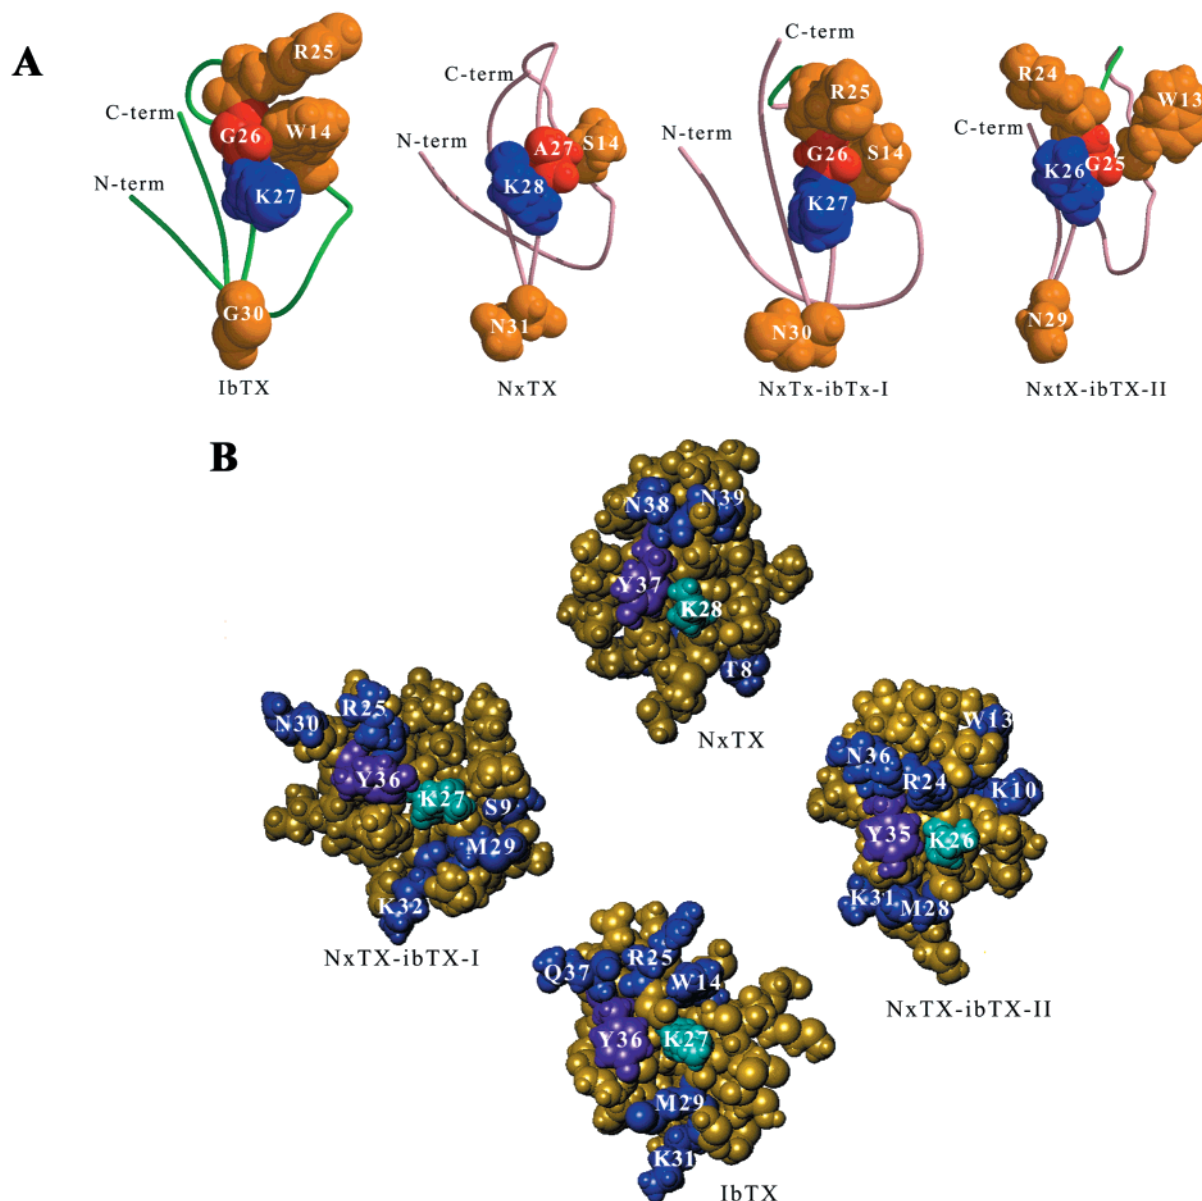 A
R25
C-term
G26
W14
N-term
K27
G30
IbTX
C-term
N-term
A27
S14
K28
N31
NxTX
C-term
R25
N-term
G26
S14
K27
N30
NxTx-ibTx-I
R24
W13
C-term
K26
G25
N29
NxtX-ibTX-II
B
N38
N39
Y37
K28
T8
NxTX
N30
R25
Y36
K27
S9
M29
K32
NxTX-ibTX-I
W13
N36
R24
K10
Y35
K26
K31
M28
NxTX-ibTX-II
Q37
R25
W14
Y36
K27
M29
K31
IbTX